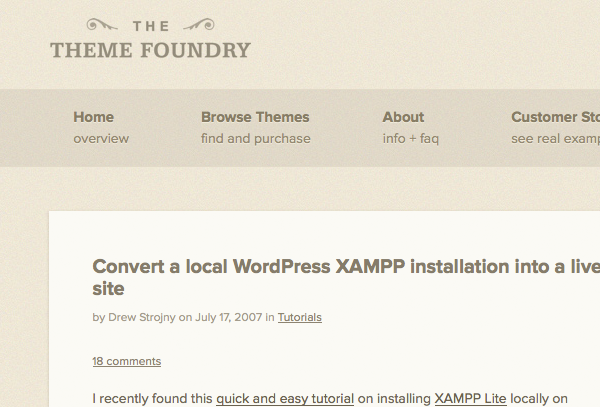 THE
THEME FOUNDRY
Home
overview
Browse Themes
find and purchase
About
info + faq
Customer Sto
see real examp
Convert a local WordPress XAMPP installation into a live
site
by Drew Strojny on July 17, 2007 in Tutorials
18 comments
I recently found this quick and easy tutorial on installing XAMPP Lite locally on